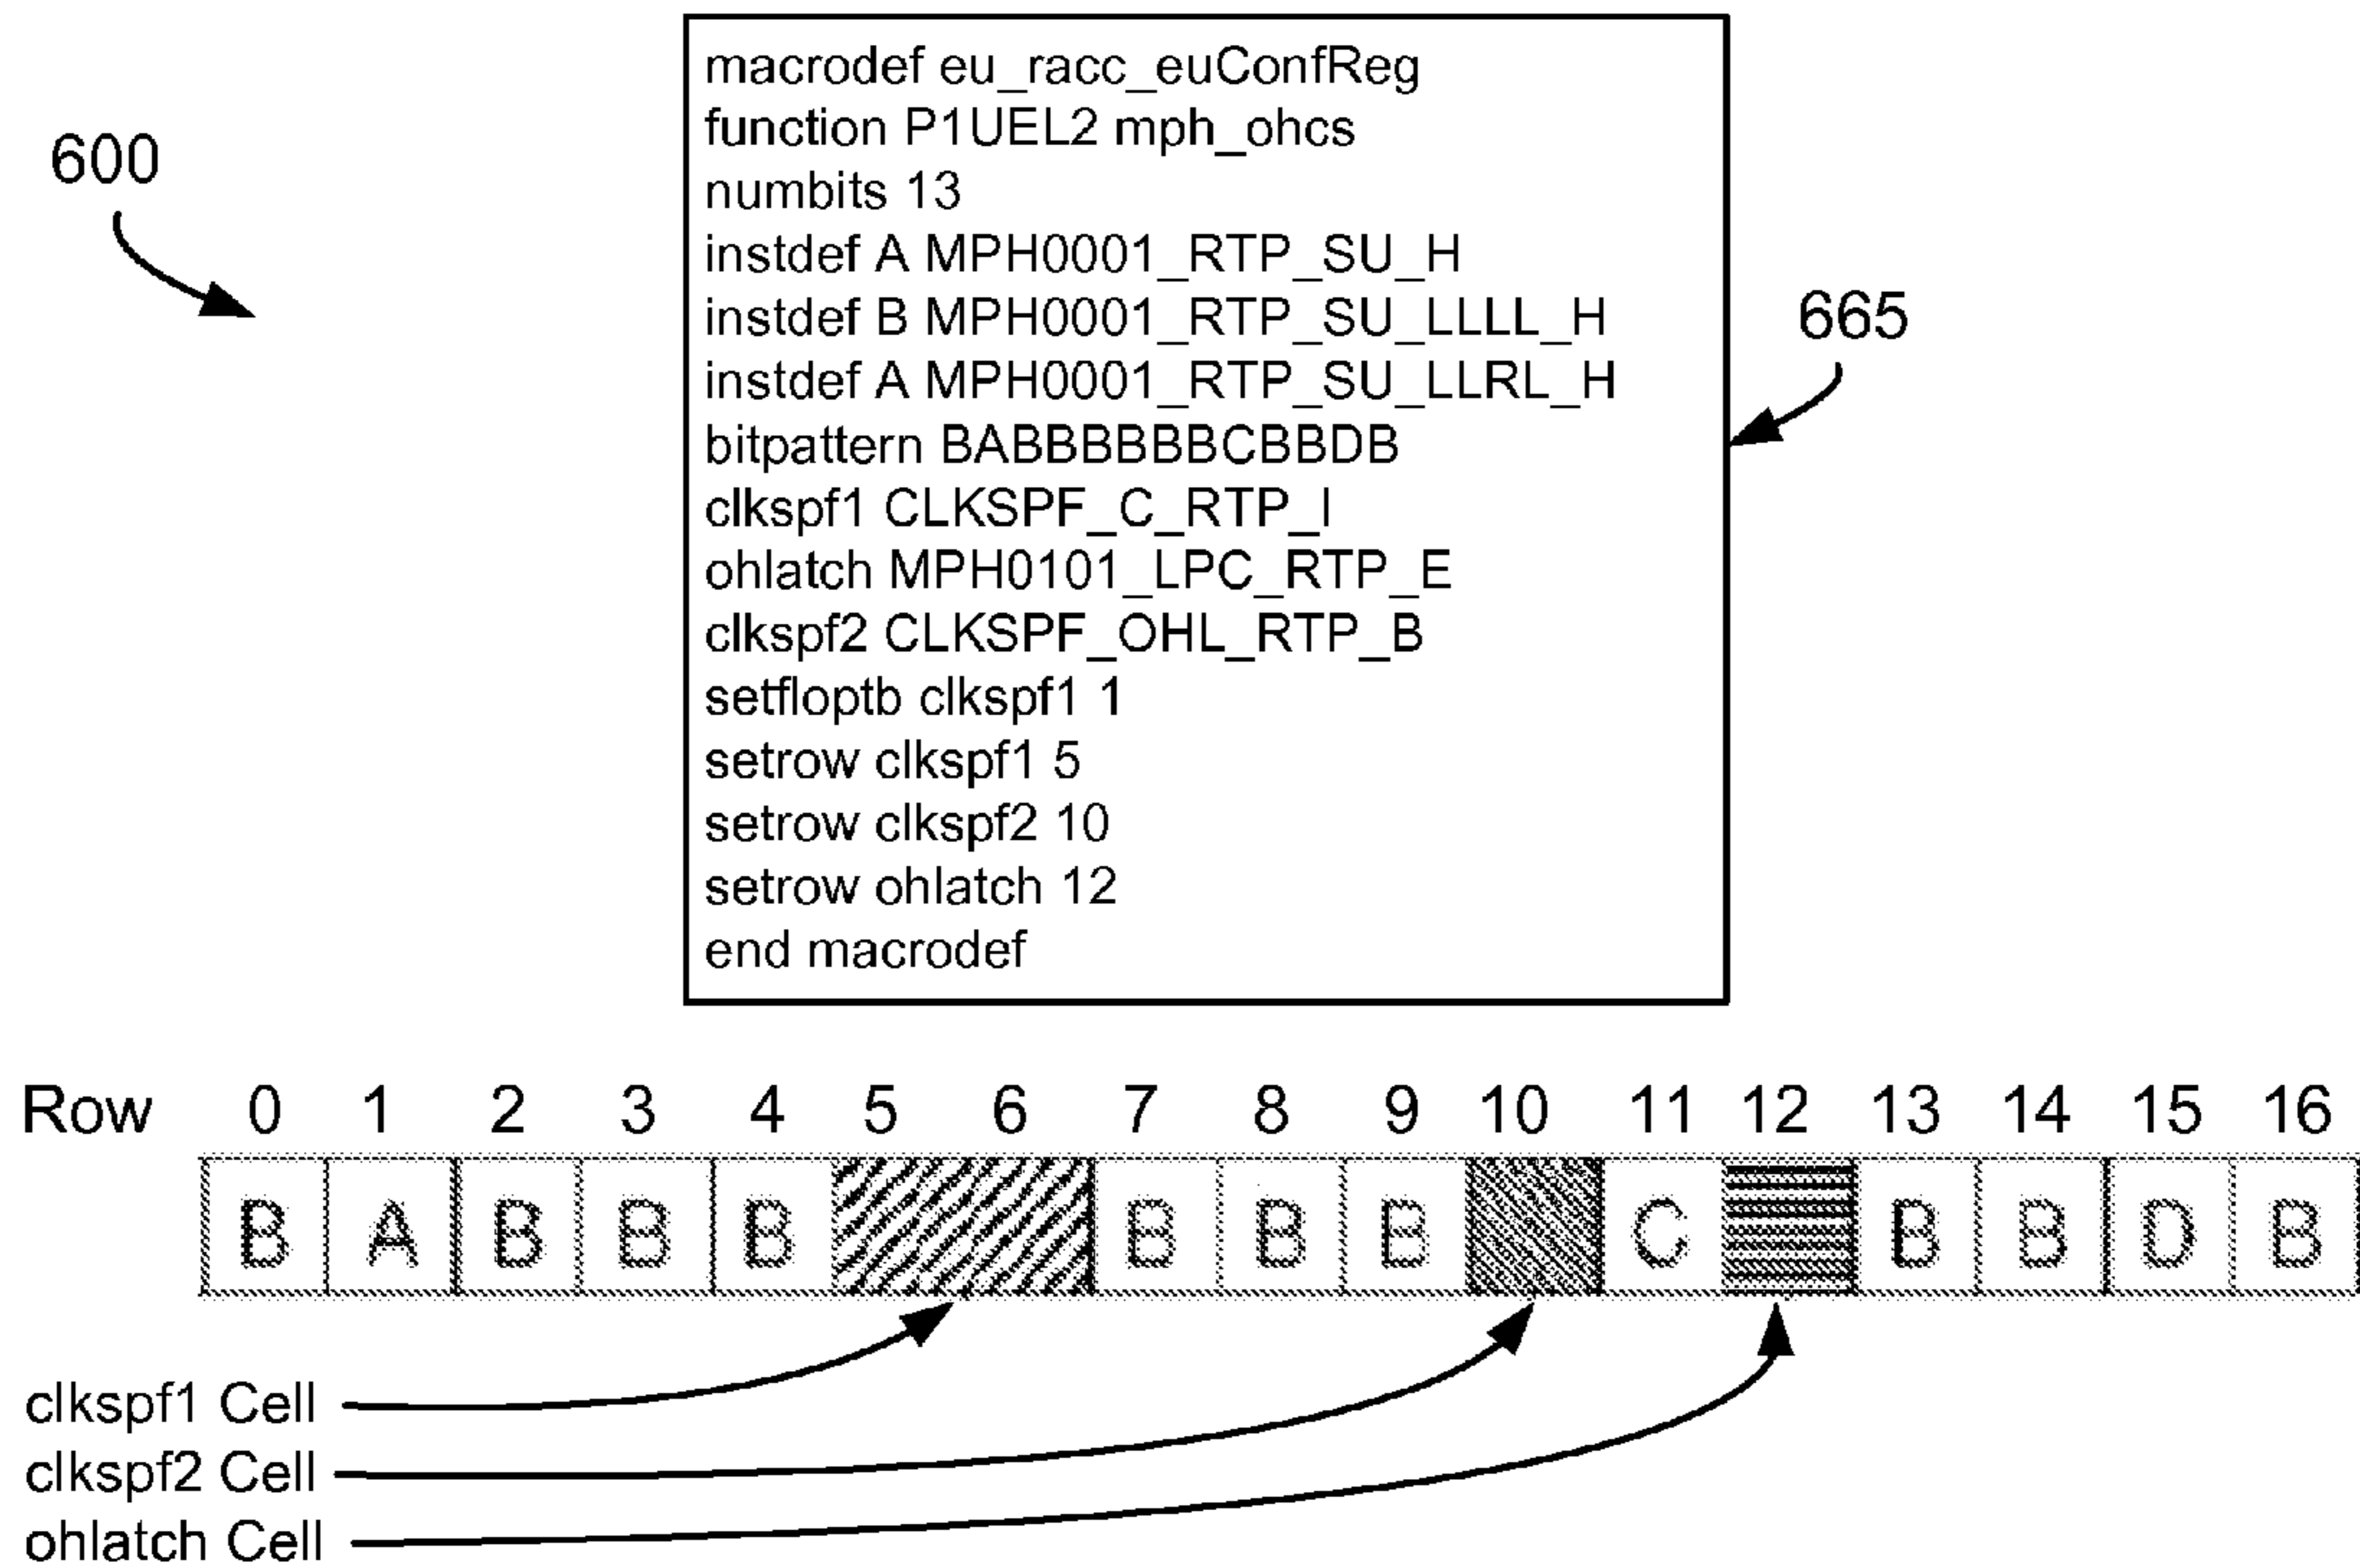 600
macrodef eu_racc_euConfReg
function P1UEL2 mph_ohcs
numbits 13
instdef A MPH0001_RTP_SU_H
instdef B MPH0001_RTP_SU_LLLL_H
instdef A MPH0001_RTP_SU_LLRL_H
bitpattern BABBBBBBCBBDB
clkspf1 CLKSPF_C_RTP_I
ohlatch MPH0101_LPC_RTP_E
clkspf2 CLKSPF_OHL_RTP_B
setfloptb clkspf1 1
setrow clkspf1 5
setrow clkspf2 10
setrow ohlatch 12
end macrodef
665
Row 0 1 2 3 4 5 6 7 8 9 10 11 12 13 14 15 16
B A B B B B B B C B B D B
clkspf1 Cell
clkspf2 Cell
ohlatch Cell